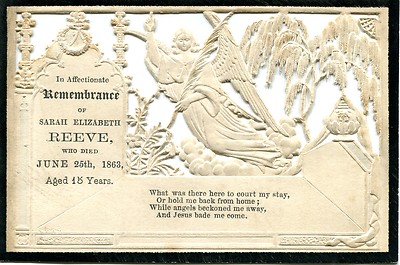 In Affectionate
Remembrance
OF
SARAH ELIZABETH
REEVE,
WHO DIED
JUNE 25th, 1863,
Aged 15 Years.
What was there here to court my stay,
Or hold me back from home;
While angels beckoned me away,
And Jesus bade me come.